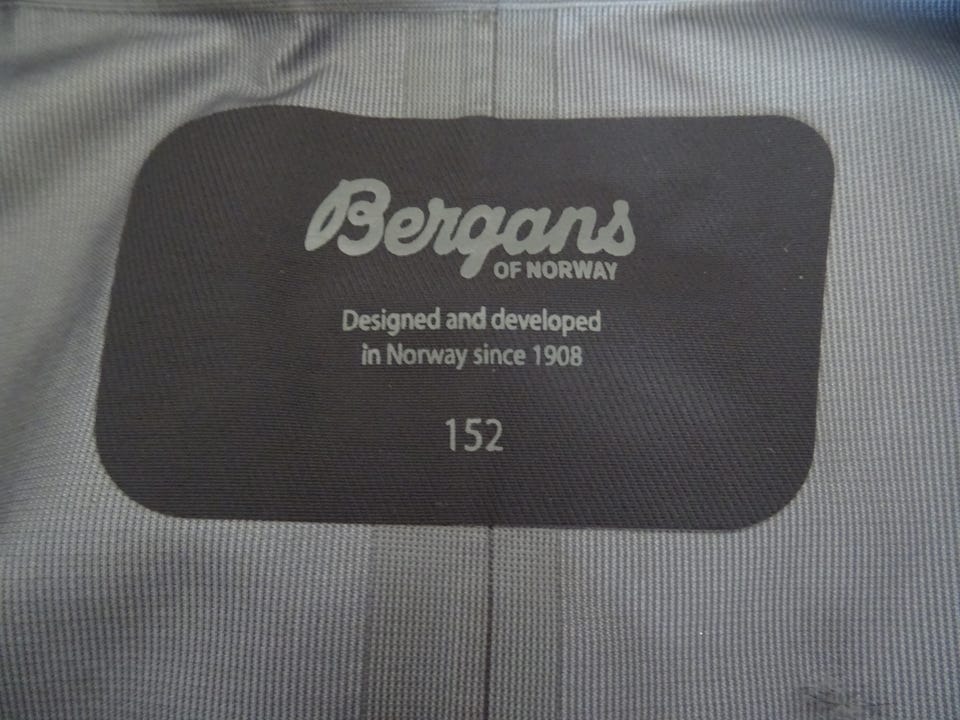 Bergans
OF NORWAY
Designed and developed
in Norway since 1908
152